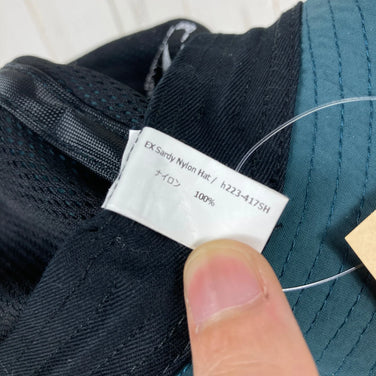 EX Sardy Nylon Hat / h223-417SH
ナイロン 100%